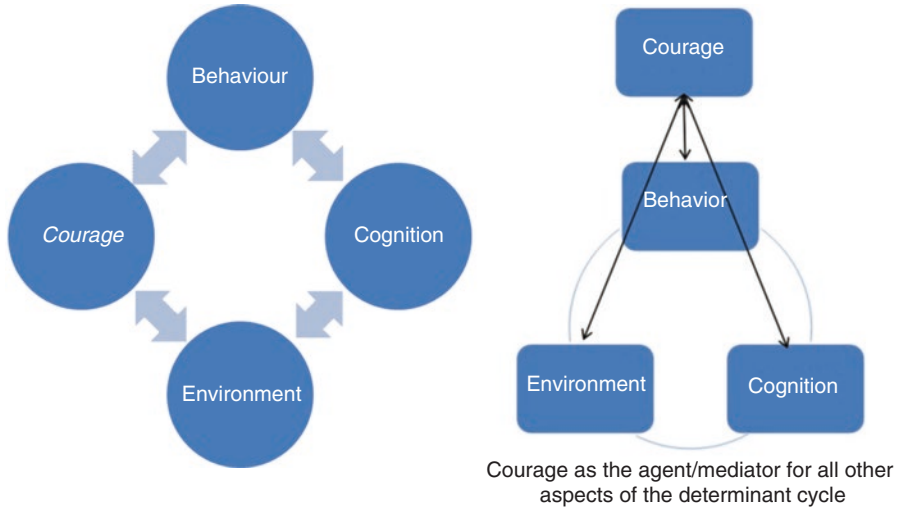 Behaviour
Courage
Cognition
Environment
Courage
Behavior
Environment
Cognition
Courage as the agent/mediator for all other
aspects of the determinant cycle